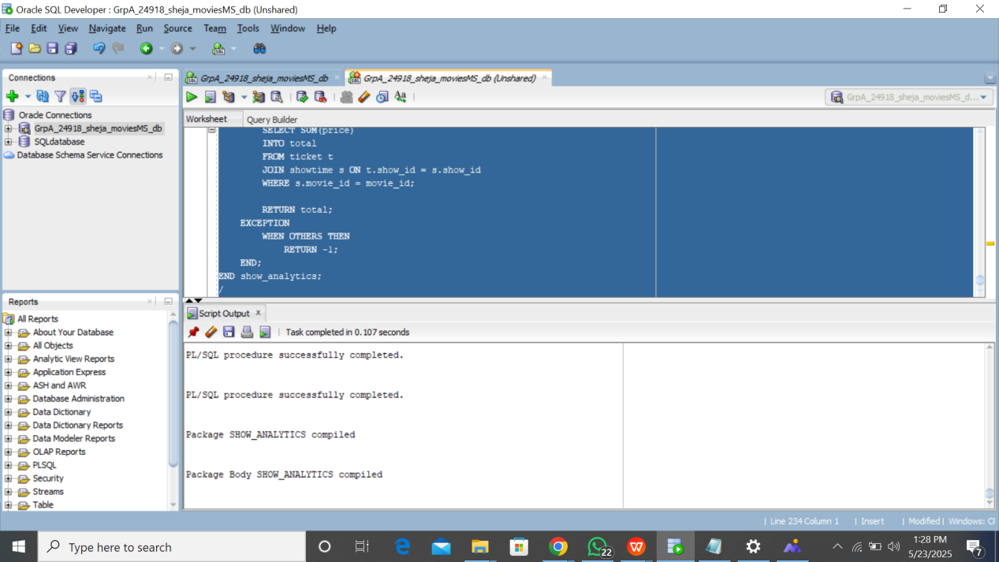 Oracle SQL Developer : GrpA_24918_sheja_moviesMS_db (Unshared)
File Edit View Navigate Run Source Team Tools Window Help
Connections
GrpA_24918_sheja_moviesMS_db
GrpA_24918_sheja_moviesMS_db (Unshared)
GrpA_24918_sheja_moviesMS_d...
Oracle Connections
GrpA_24918_sheja_moviesMS_db
SQLdatabase
Database Schema Service Connections
Worksheet Query Builder
SELECT SUM(price)
INTO total
FROM ticket t
JOIN showtime s ON t.show_id = s.show_id
WHERE s.movie_id = movie_id;
RETURN total;
EXCEPTION
WHEN OTHERS THEN
RETURN -1;
END;
END show_analytics;
/
Reports
All Reports
About Your Database
All Objects
Analytic View Reports
Application Express
ASH and AWR
Database Administration
Data Dictionary
Data Dictionary Reports
Data Modeler Reports
OLAP Reports
PLSQL
Security
Streams
Table
Script Output x
Task completed in 0.107 seconds
PL/SQL procedure successfully completed.
PL/SQL procedure successfully completed.
Package SHOW_ANALYTICS compiled
Package Body SHOW_ANALYTICS compiled
Line 234 Column 1 Insert Modified Windows: C
Type here to search
22
1:28 PM
5/23/2025
7